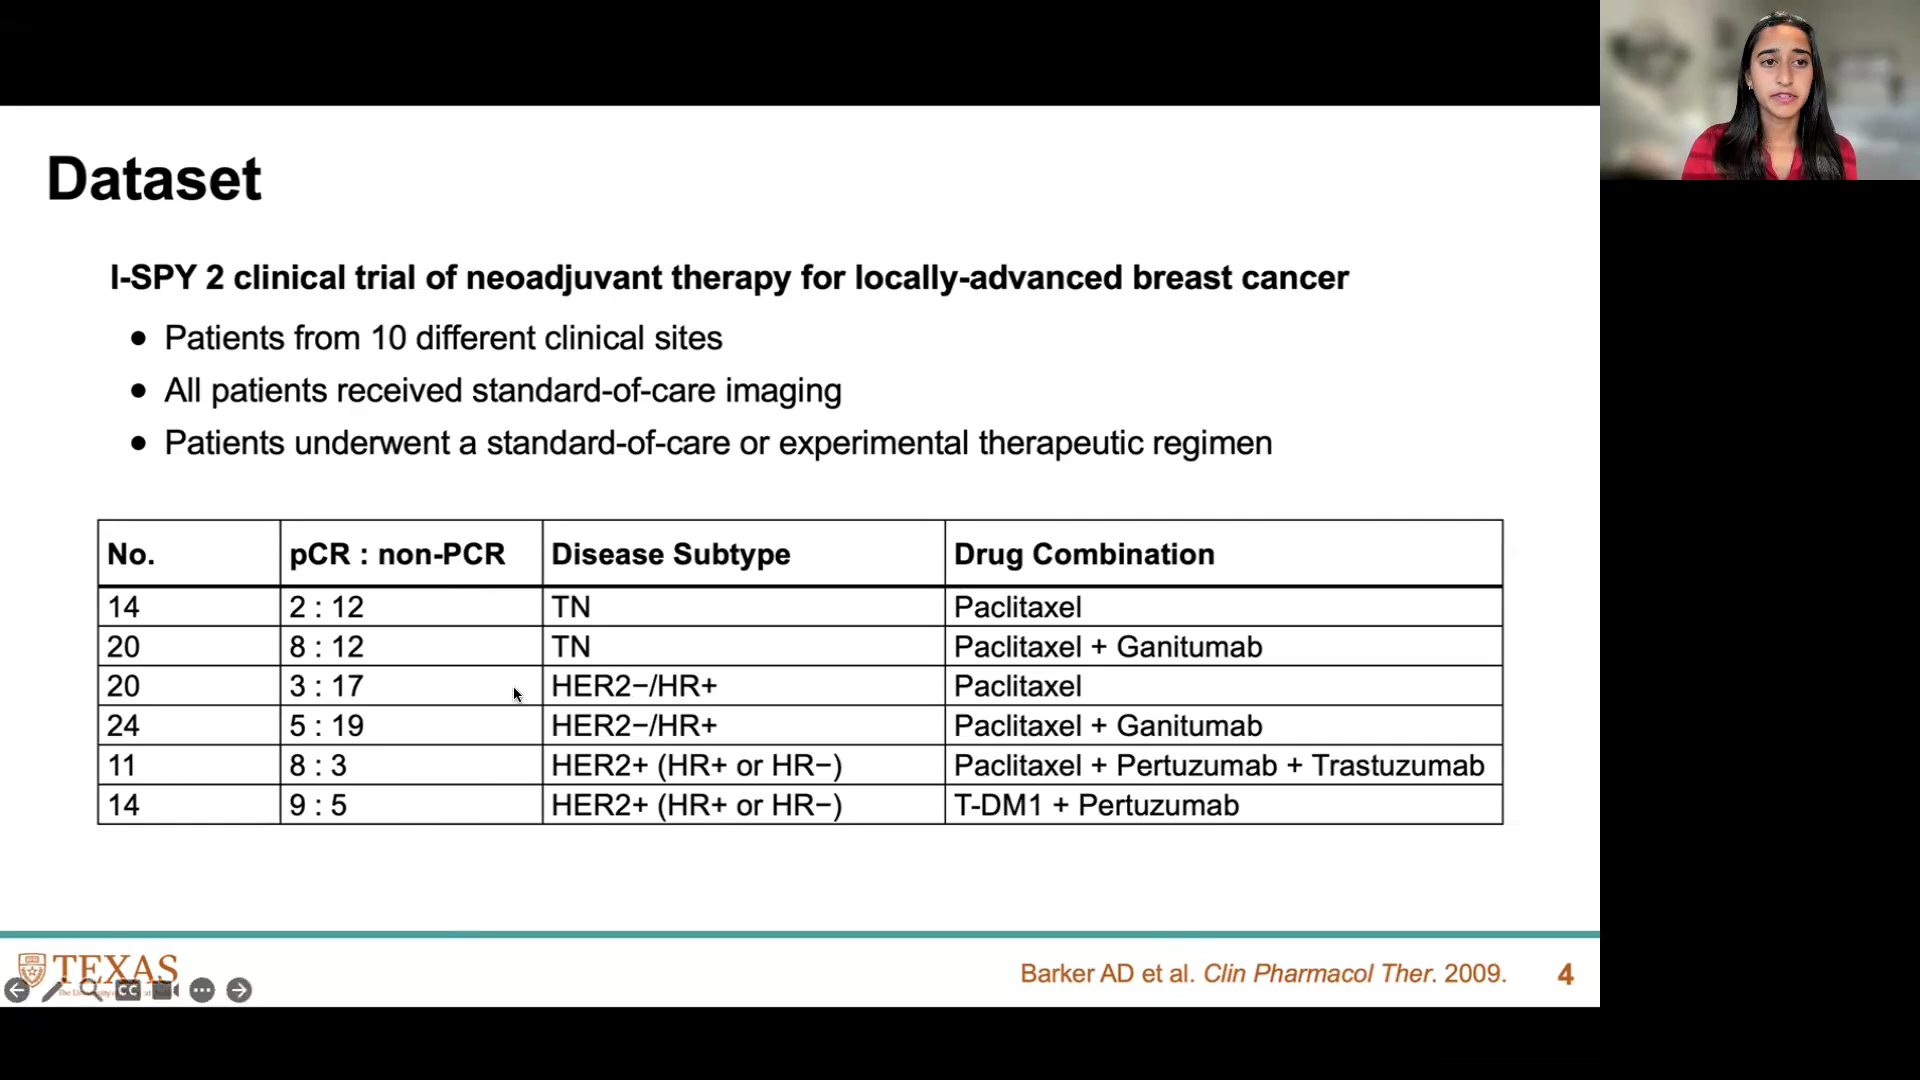 Dataset
I-SPY 2 clinical trial of neoadjuvant therapy for locally-advanced breast cancer
● Patients from 10 different clinical sites
● All patients received standard-of-care imaging
● Patients underwent a standard-of-care or experimental therapeutic regimen
No. pCR : non-PCR Disease Subtype Drug Combination
14 2 : 12 TN Paclitaxel
20 8 : 12 TN Paclitaxel + Ganitumab
20 3 : 17 HER2−/HR+ Paclitaxel
24 5 : 19 HER2−/HR+ Paclitaxel + Ganitumab
11 8 : 3 HER2+ (HR+ or HR−) Paclitaxel + Pertuzumab + Trastuzumab
14 9 : 5 HER2+ (HR+ or HR−) T-DM1 + Pertuzumab
TEXAS
CC
Barker AD et al. Clin Pharmacol Ther. 2009. 4